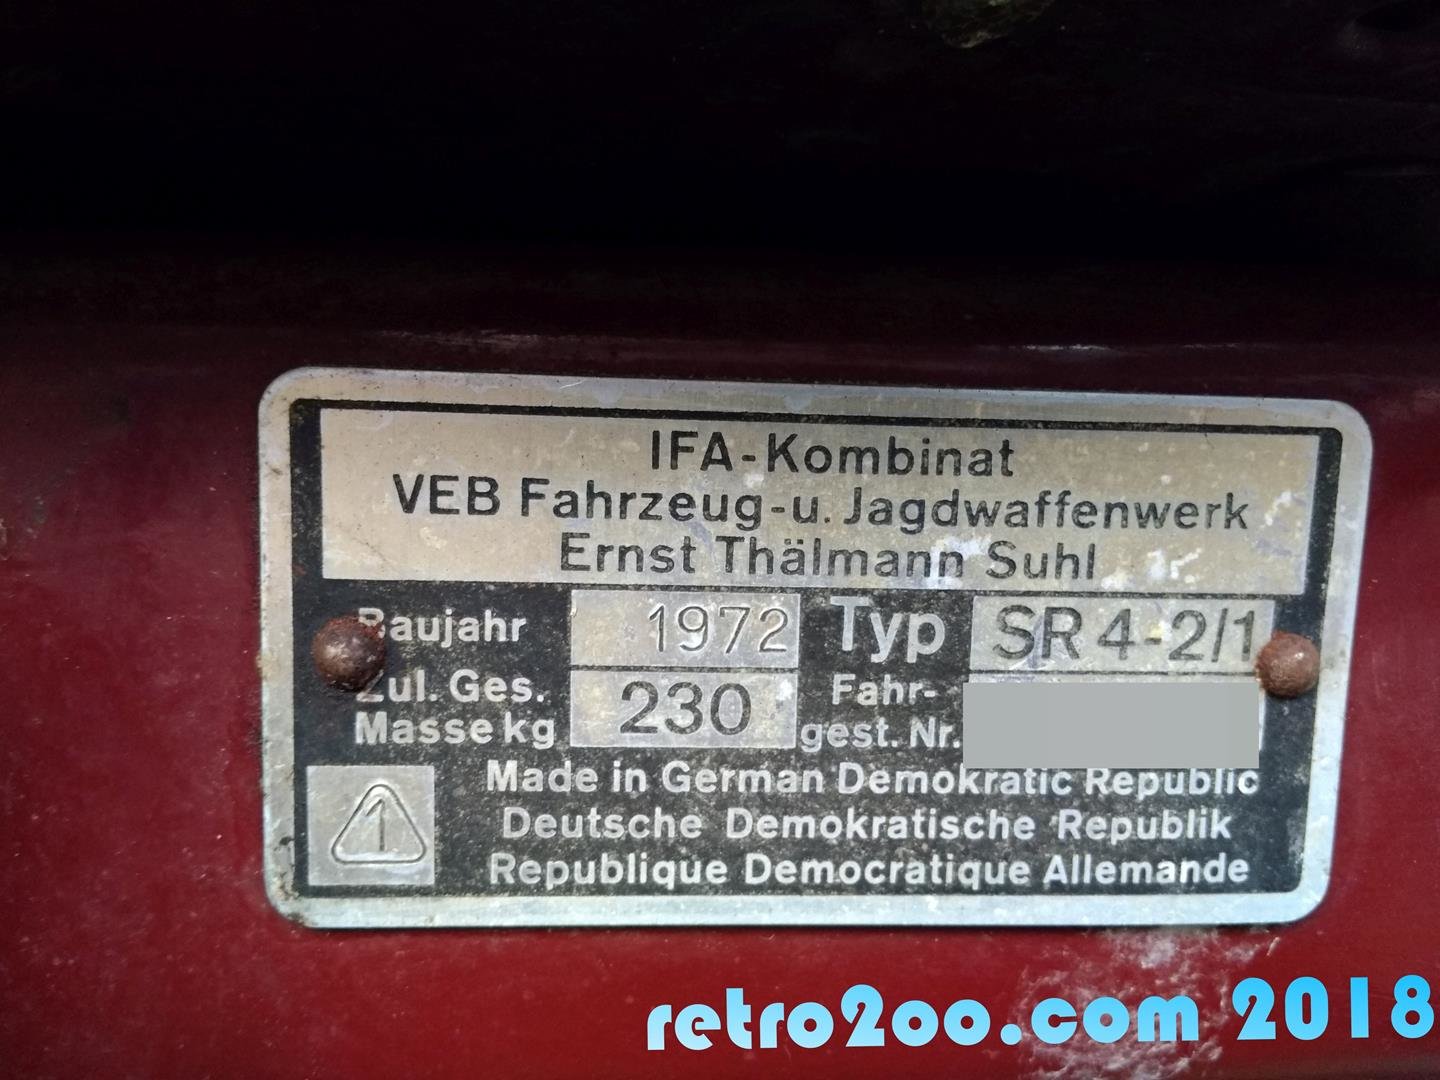 IFA-Kombinat
VEB Fahrzeug-u. Jagdwaffenwerk
Ernst Thälmann Suhl
Baujahr 1972 Typ SR 4-2/1
Zul. Ges. Masse kg 230 Fahr-gest. Nr.
1
Made in German Demokratic Republic
Deutsche Demokratische Republik
Republique Democratique Allemande
retro2oo.com 2018